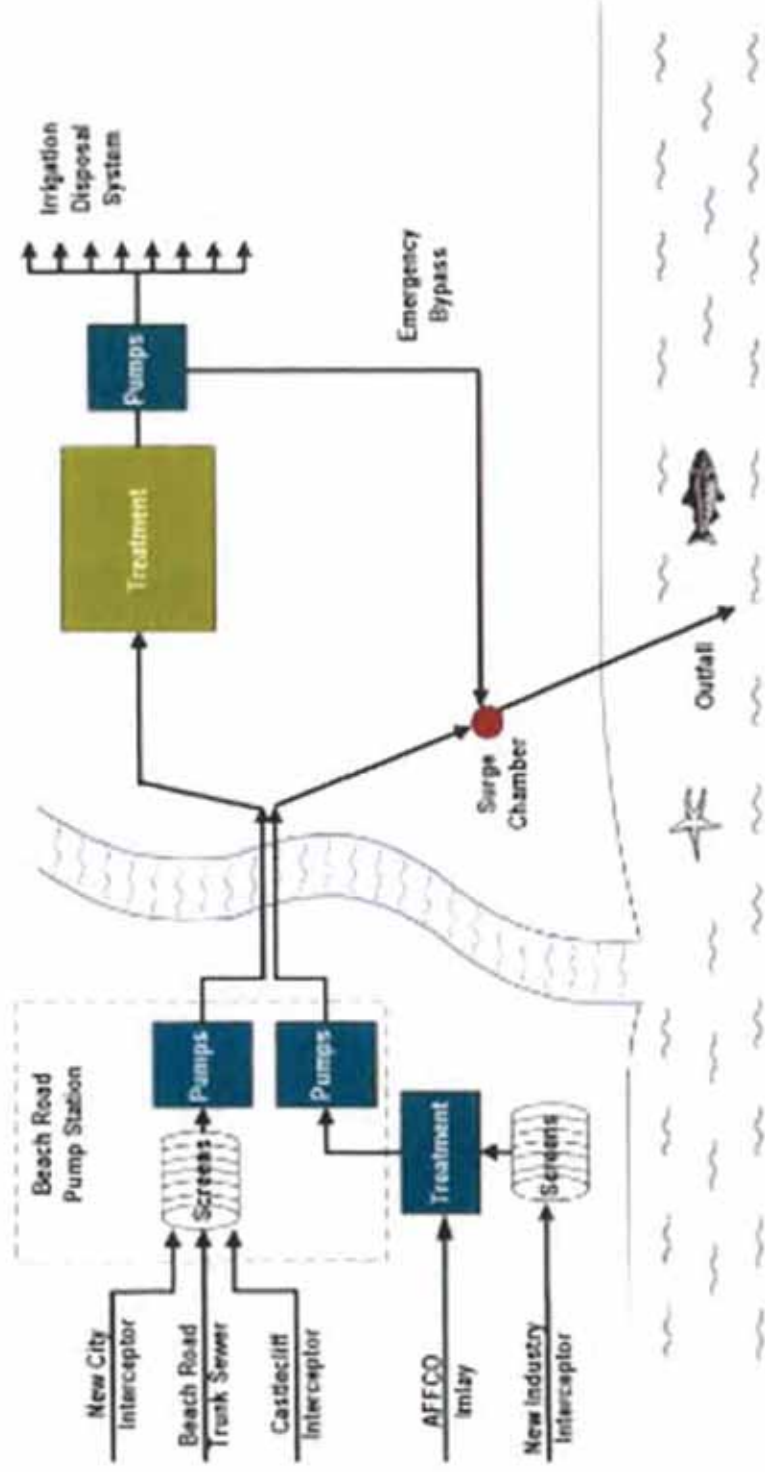 Irrigation
Disposal
System
Pumps
Treatment
Emergency
Bypass
Surge
Chamber
Outfall
Beach Road
Pump Station
Screens
Pumps
Pumps
New City
Interceptor
Beach Road
Trunk Sewer
Castlecliff
Interceptor
AFFCO
Imlay
Treatment
Screens
New Industry
Interceptor